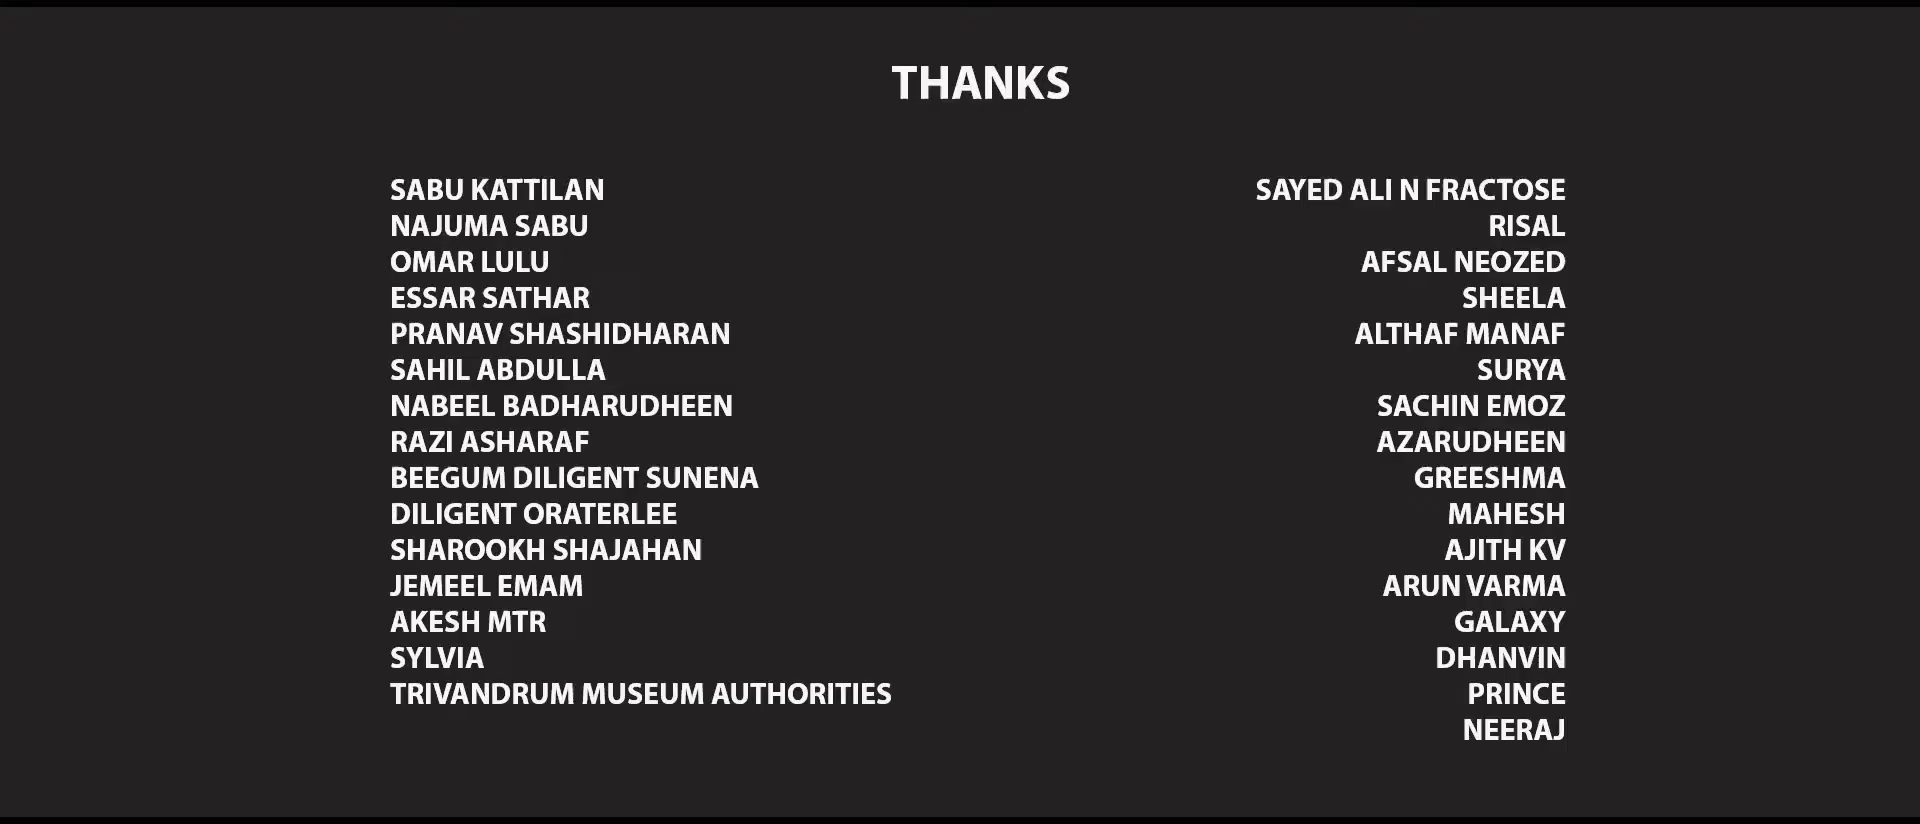 THANKS
SABU KATTILAN
NAJUMA SABU
OMAR LULU
ESSAR SATHAR
PRANAV SHASHIDHARAN
SAHIL ABDULLA
NABEEL BADHARUDHEEN
RAZI ASHARAF
BEEGUM DILIGENT SUNENA
DILIGENT ORATERLEE
SHAROOKH SHAJAHAN
JEMEEL EMAM
AKESH MTR
SYLVIA
TRIVANDRUM MUSEUM AUTHORITIES
SAYED ALI N FRACTOSE
RISAL
AFSAL NEOZED
SHEELA
ALTHAF MANAF
SURYA
SACHIN EMOZ
AZARUDHEEN
GREESHMA
MAHESH
AJITH KV
ARUN VARMA
GALAXY
DHANVIN
PRINCE
NEERAJ